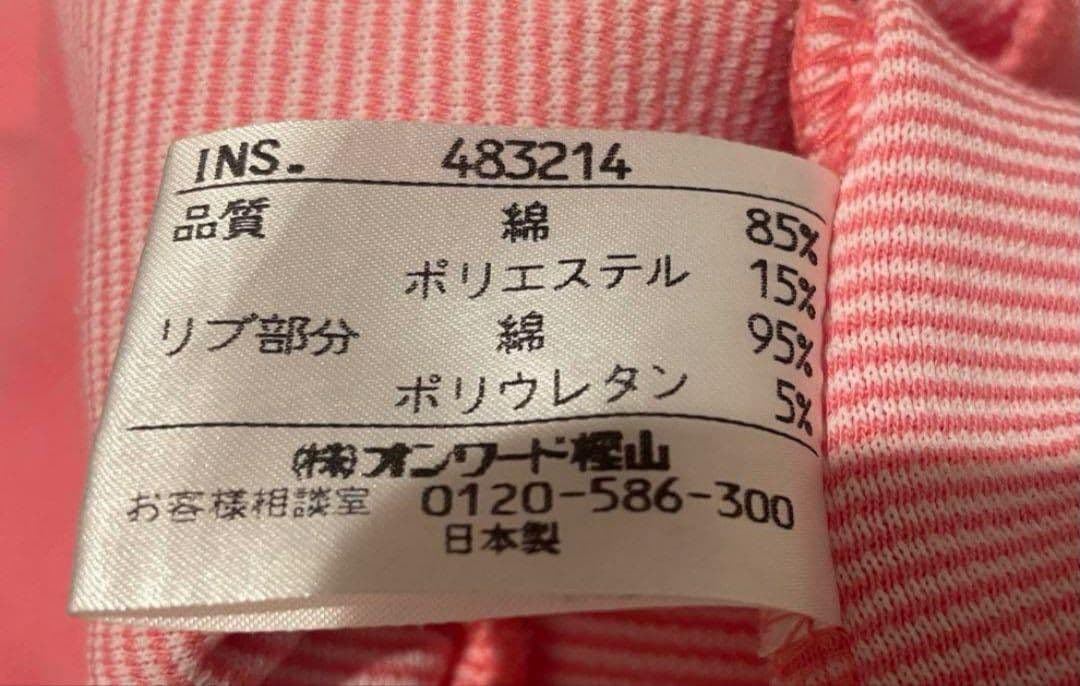 INS. 483214
品質 綿 85%
ポリエステル 15%
リブ部分 綿 95%
ポリウレタン 5%
(株)オンワード樫山
お客様相談室 0120-586-300
日本製